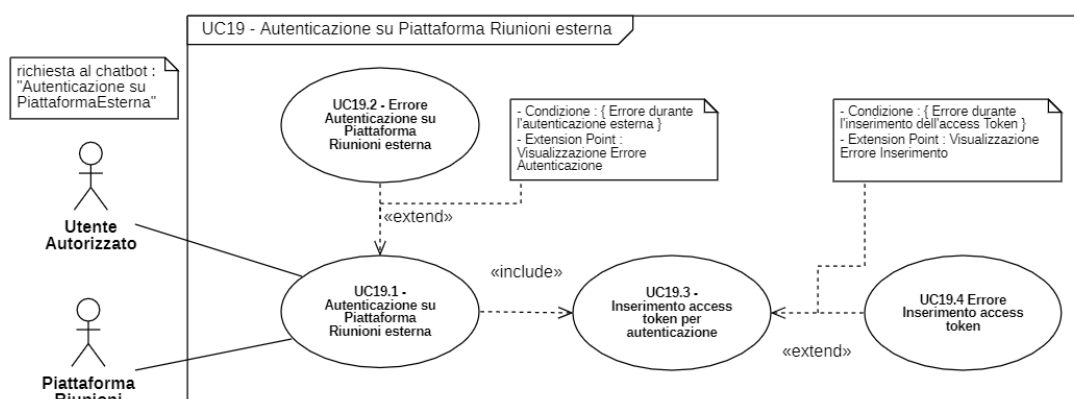 UC19 - Autenticazione su Piattaforma Riunioni esterna
richiesta al chatbot :
"Autenticazione su
PiattaformaEsterna"
UC19.2 - Errore
Autenticazione su
Piattaforma
Riunioni esterna
- Condizione : { Errore durante
l'autenticazione esterna }
- Extension Point :
Visualizzazione Errore
Autenticazione
- Condizione : { Errore durante
l'inserimento dell'access Token }
- Extension Point : Visualizzazione
Errore Inserimento
«extend»
Utente
Autorizzato
UC19.1 -
Autenticazione su
Piattaforma
Riunioni esterna
«include»
UC19.3 -
Inserimento access
token per
autenticazione
UC19.4 Errore
Inserimento access
token
«extend»
Piattaforma
Riunioni